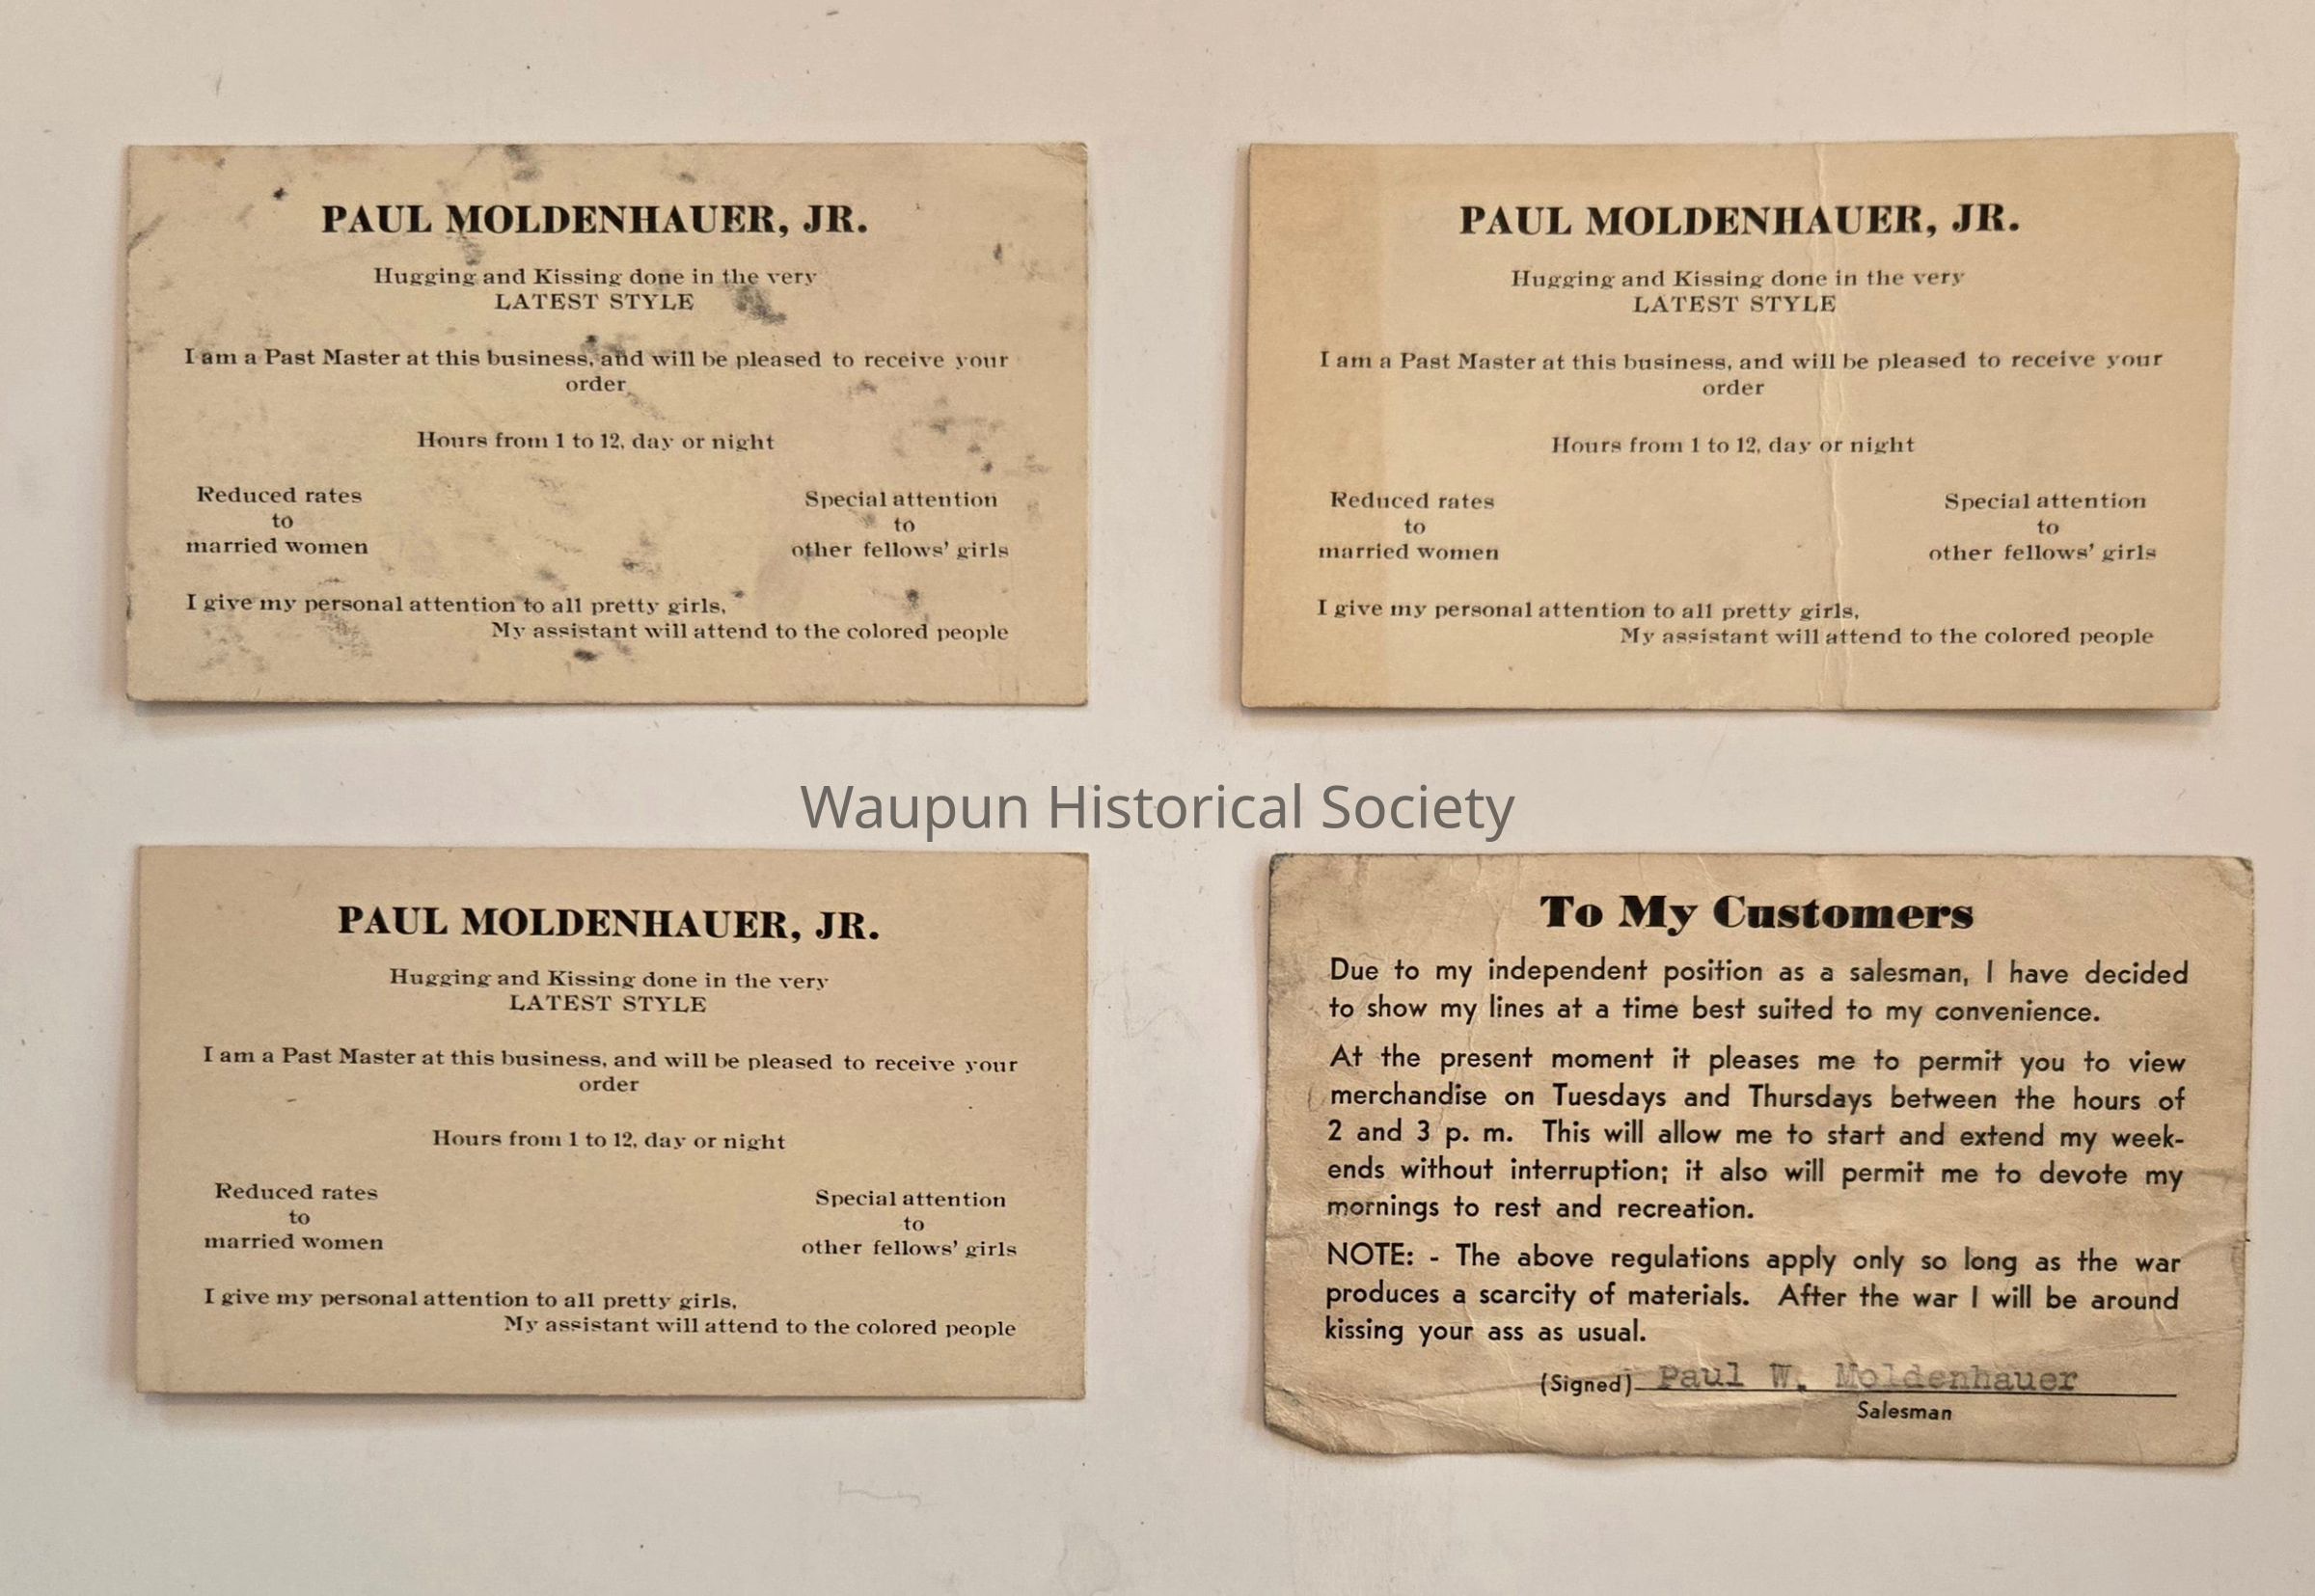 PAUL MOLDENHAUER, JR.
Hugging and Kissing done in the very
LATEST STYLE
I am a Past Master at this business, and will be pleased to receive your
order
Hours from 1 to 12, day or night
Reduced rates
to
married women
Special attention
to
other fellows' girls
I give my personal attention to all pretty girls,
My assistant will attend to the colored people
PAUL MOLDENHAUER, JR.
Hugging and Kissing done in the very
LATEST STYLE
I am a Past Master at this business, and will be pleased to receive your
order
Hours from 1 to 12, day or night
Reduced rates
to
married women
Special attention
to
other fellows' girls
I give my personal attention to all pretty girls,
My assistant will attend to the colored people
Waupun Historical Society
PAUL MOLDENHAUER, JR.
Hugging and Kissing done in the very
LATEST STYLE
I am a Past Master at this business, and will be pleased to receive your
order
Hours from 1 to 12, day or night
Reduced rates
to
married women
Special attention
to
other fellows' girls
I give my personal attention to all pretty girls,
My assistant will attend to the colored people
To My Customers
Due to my independent position as a salesman, I have decided
to show my lines at a time best suited to my convenience.
At the present moment it pleases me to permit you to view
merchandise on Tuesdays and Thursdays between the hours of
2 and 3 p. m. This will allow me to start and extend my week-
ends without interruption; it also will permit me to devote my
mornings to rest and recreation.
NOTE: - The above regulations apply only so long as the war
produces a scarcity of materials. After the war I will be around
kissing your ass as usual.
(Signed) Paul W. Moldenhauer
Salesman